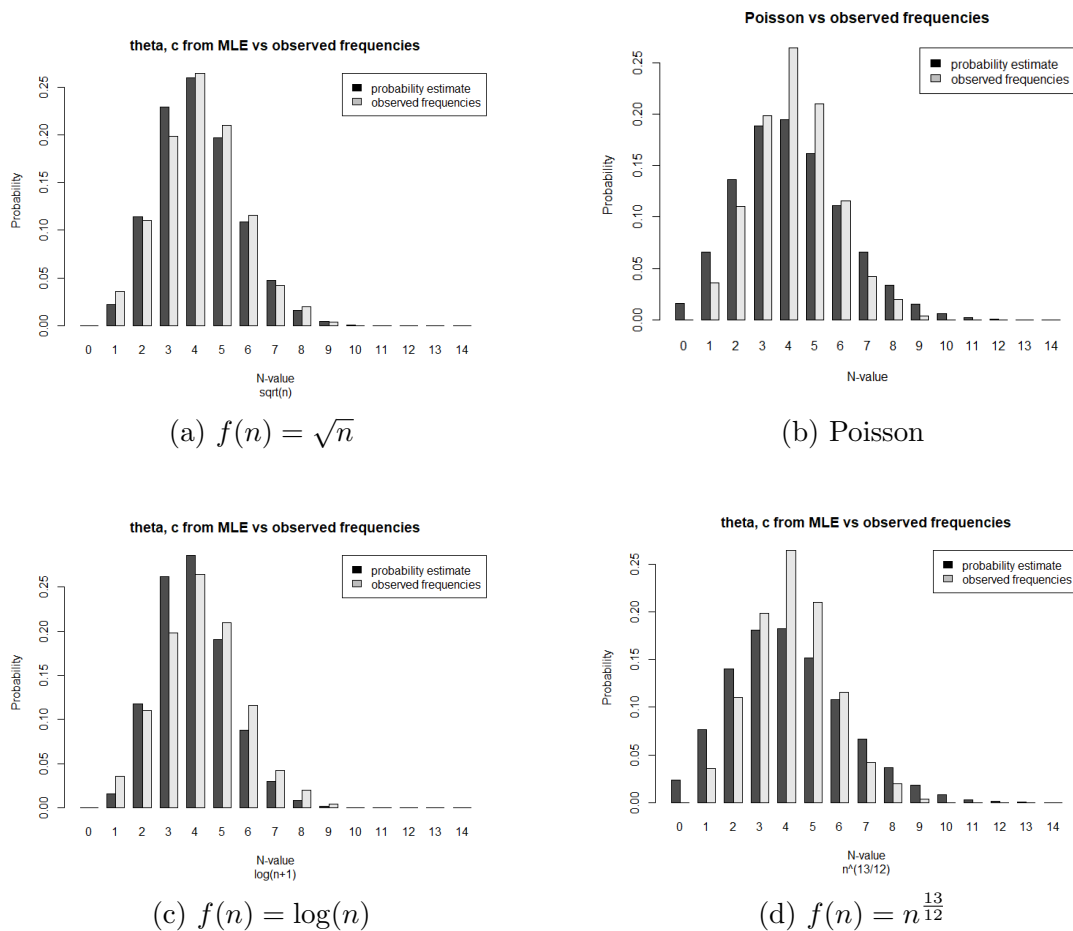 theta, c from MLE vs observed frequencies
probability estimate
observed frequencies
Probability
0.00 0.05 0.10 0.15 0.20 0.25
0 1 2 3 4 5 6 7 8 9 10 11 12 13 14
N-value
sqrt(n)
(a) f(n) = √n
Poisson vs observed frequencies
probability estimate
observed frequencies
Probability
0.00 0.05 0.10 0.15 0.20 0.25
0 1 2 3 4 5 6 7 8 9 10 11 12 13 14
N-value
(b) Poisson
theta, c from MLE vs observed frequencies
probability estimate
observed frequencies
Probability
0.00 0.05 0.10 0.15 0.20 0.25
0 1 2 3 4 5 6 7 8 9 10 11 12 13 14
N-value
log(n+1)
(c) f(n) = log(n)
theta, c from MLE vs observed frequencies
probability estimate
observed frequencies
Probability
0.00 0.05 0.10 0.15 0.20 0.25
0 1 2 3 4 5 6 7 8 9 10 11 12 13 14
N-value
n^(13/12)
(d) f(n) = n^{13/12}